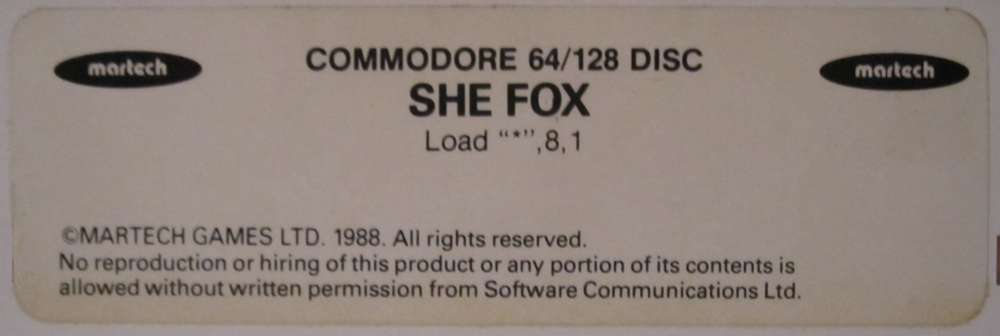 martech
COMMODORE 64/128 DISC
martech
SHE FOX
Load "*",8,1
©MARTECH GAMES LTD. 1988. All rights reserved.
No reproduction or hiring of this product or any portion of its contents is
allowed without written permission from Software Communications Ltd.